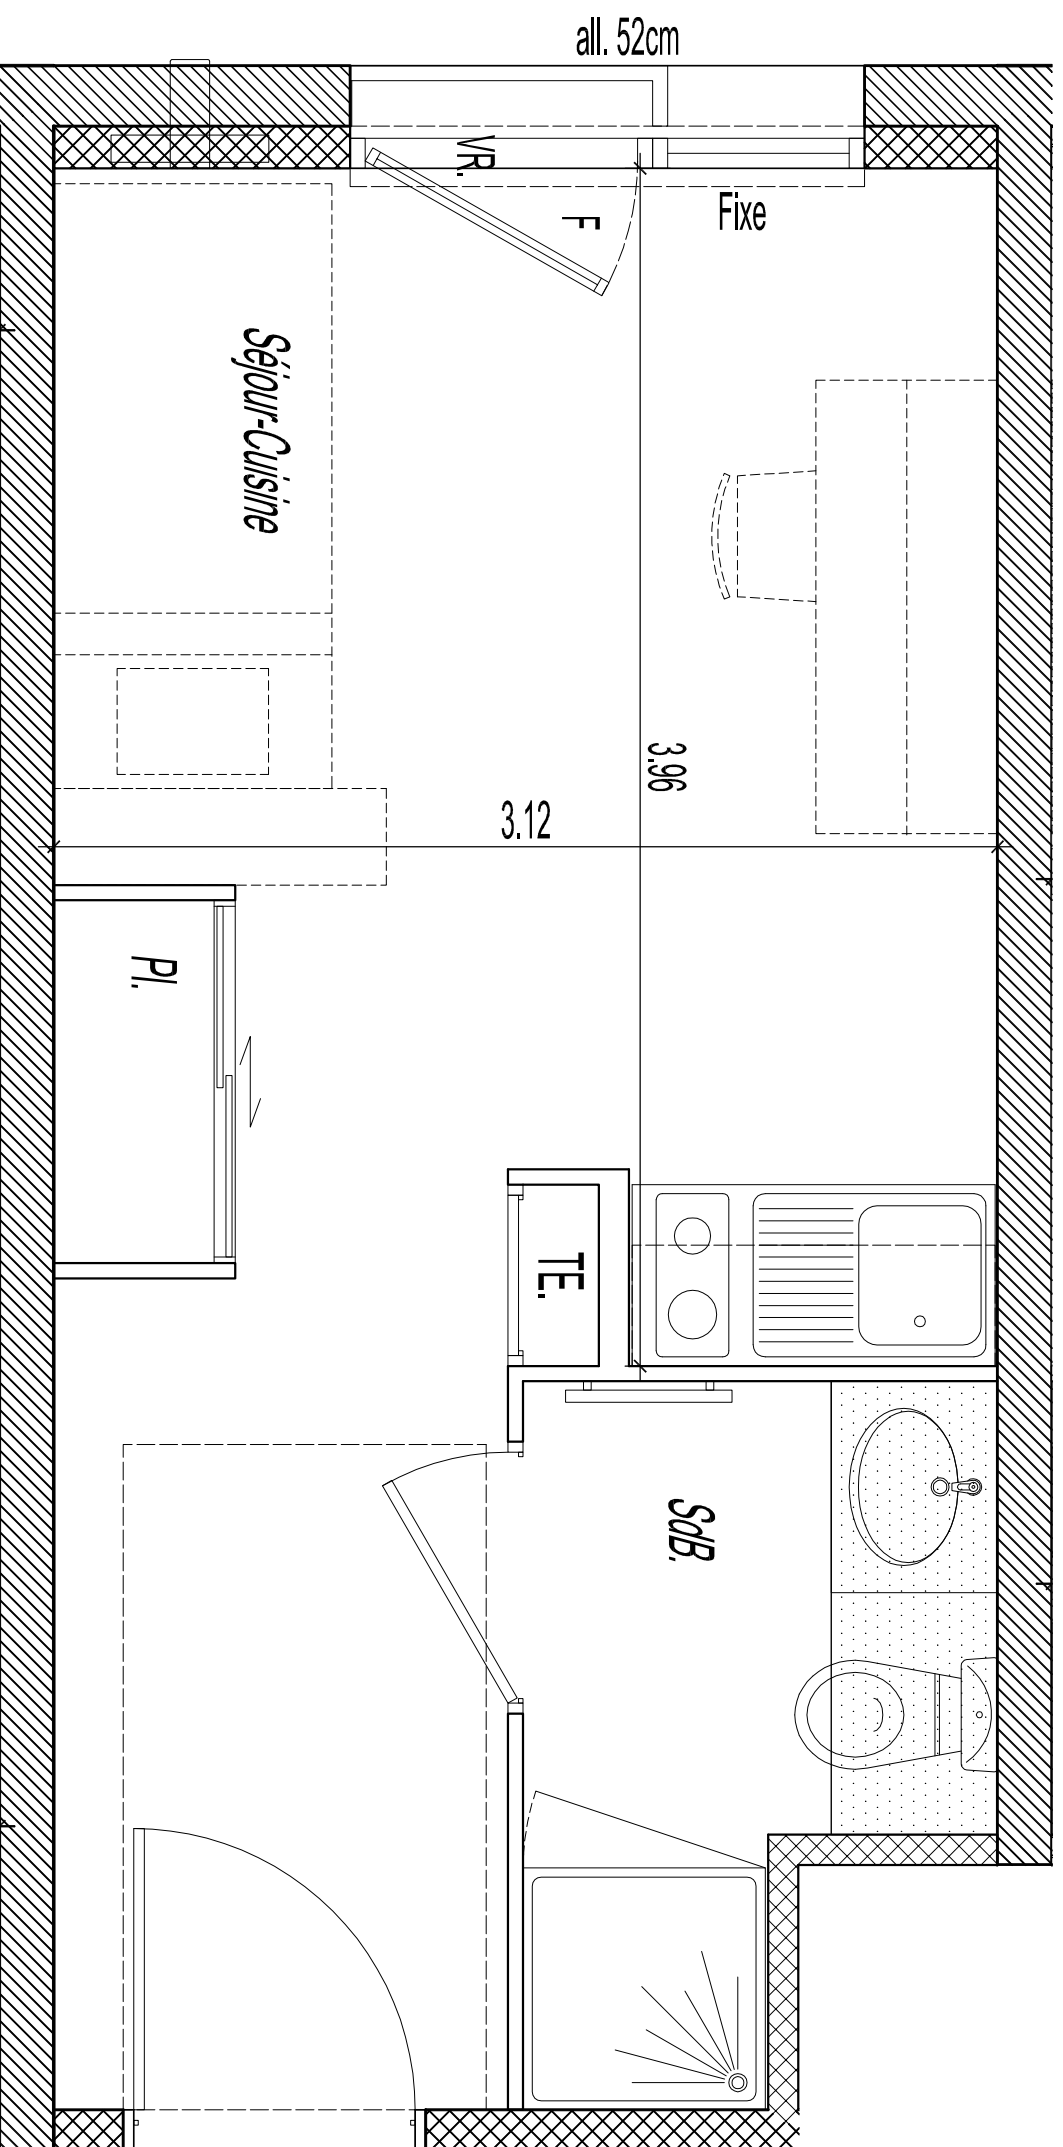 all. 52cm
VR.
F
Fixe
Séjour-Cuisine
3.96
3.12
Pl.
TE.
SdB.